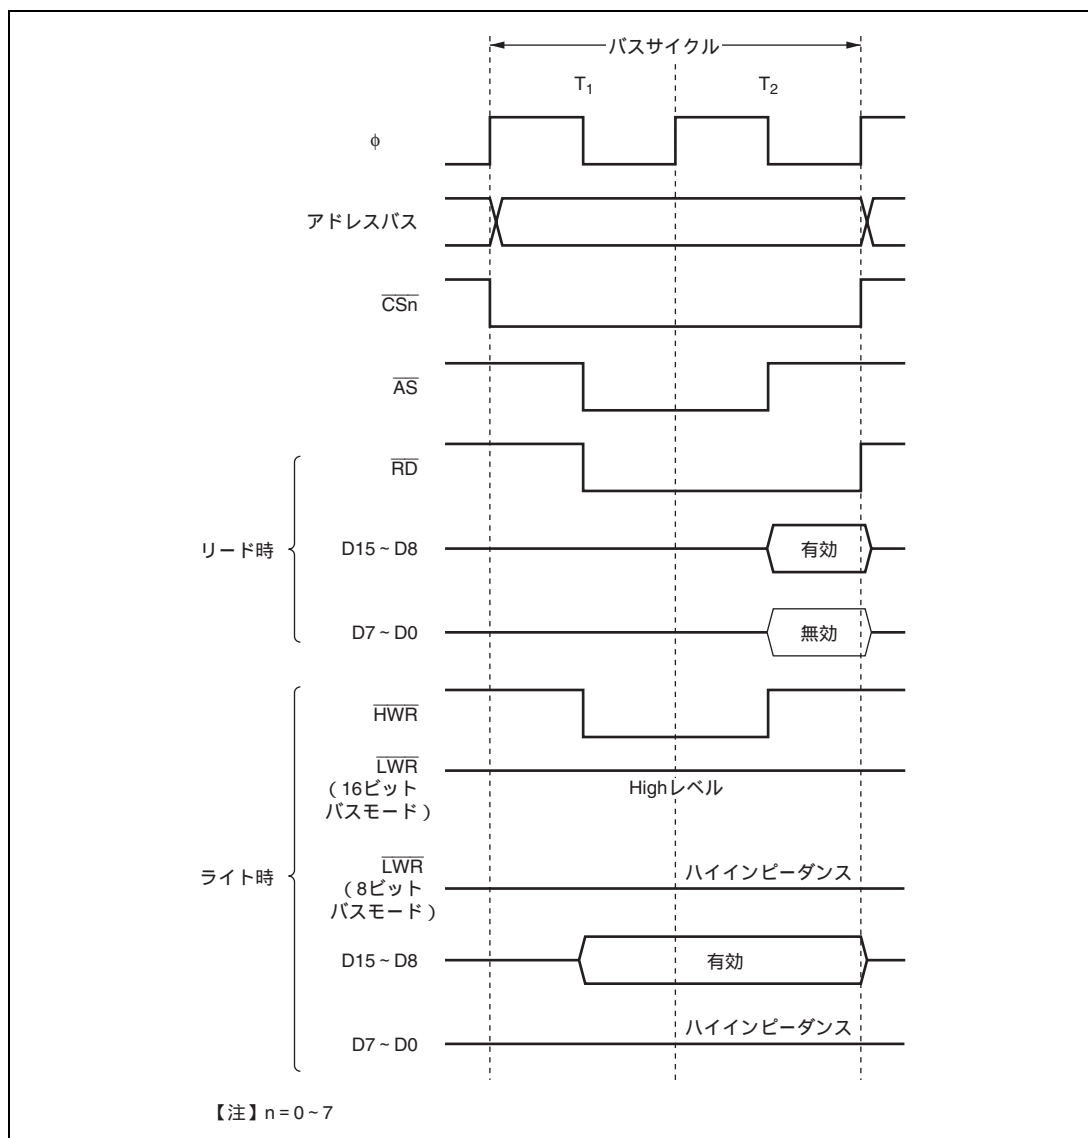 バスサイクル
T1 T2
φ
アドレスバス
CSn
AS
RD
リード時
D15~D8 有効
D7~D0 無効
HWR
LWR
(16ビット
バスモード)
Highレベル
ライト時
LWR
(8ビット
バスモード)
ハイインピーダンス
D15~D8 有効
D7~D0 ハイインピーダンス
【注】n=0~7